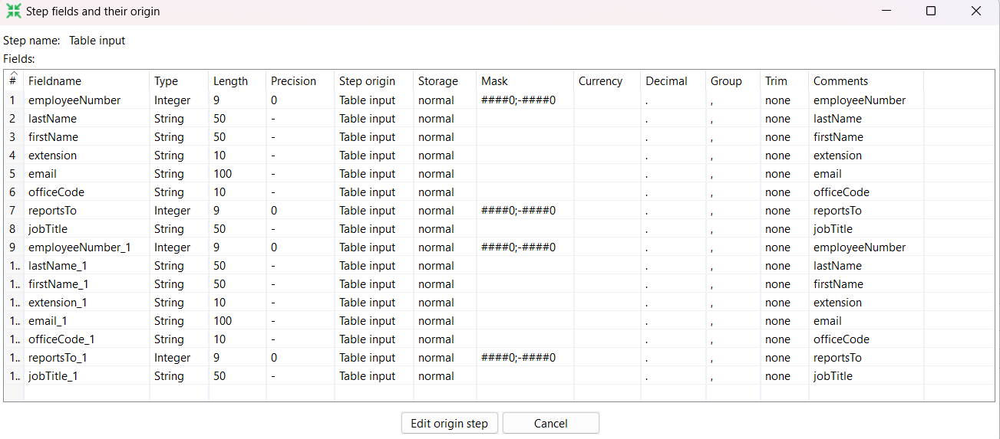 Step fields and their origin
Step name: Table input
Fields:
# Fieldname Type Length Precision Step origin Storage Mask Currency Decimal Group Trim Comments
1 employeeNumber Integer 9 0 Table input normal ####0;-####0 . , none employeeNumber
2 lastName String 50 - Table input normal . , none lastName
3 firstName String 50 - Table input normal . , none firstName
4 extension String 10 - Table input normal . , none extension
5 email String 100 - Table input normal . , none email
6 officeCode String 10 - Table input normal . , none officeCode
7 reportsTo Integer 9 0 Table input normal ####0;-####0 . , none reportsTo
8 jobTitle String 50 - Table input normal . , none jobTitle
9 employeeNumber_1 Integer 9 0 Table input normal ####0;-####0 . , none employeeNumber
1.. lastName_1 String 50 - Table input normal . , none lastName
1.. firstName_1 String 50 - Table input normal . , none firstName
1.. extension_1 String 10 - Table input normal . , none extension
1.. email_1 String 100 - Table input normal . , none email
1.. officeCode_1 String 10 - Table input normal . , none officeCode
1.. reportsTo_1 Integer 9 0 Table input normal ####0;-####0 . , none reportsTo
1.. jobTitle_1 String 50 - Table input normal . , none jobTitle
Edit origin step Cancel